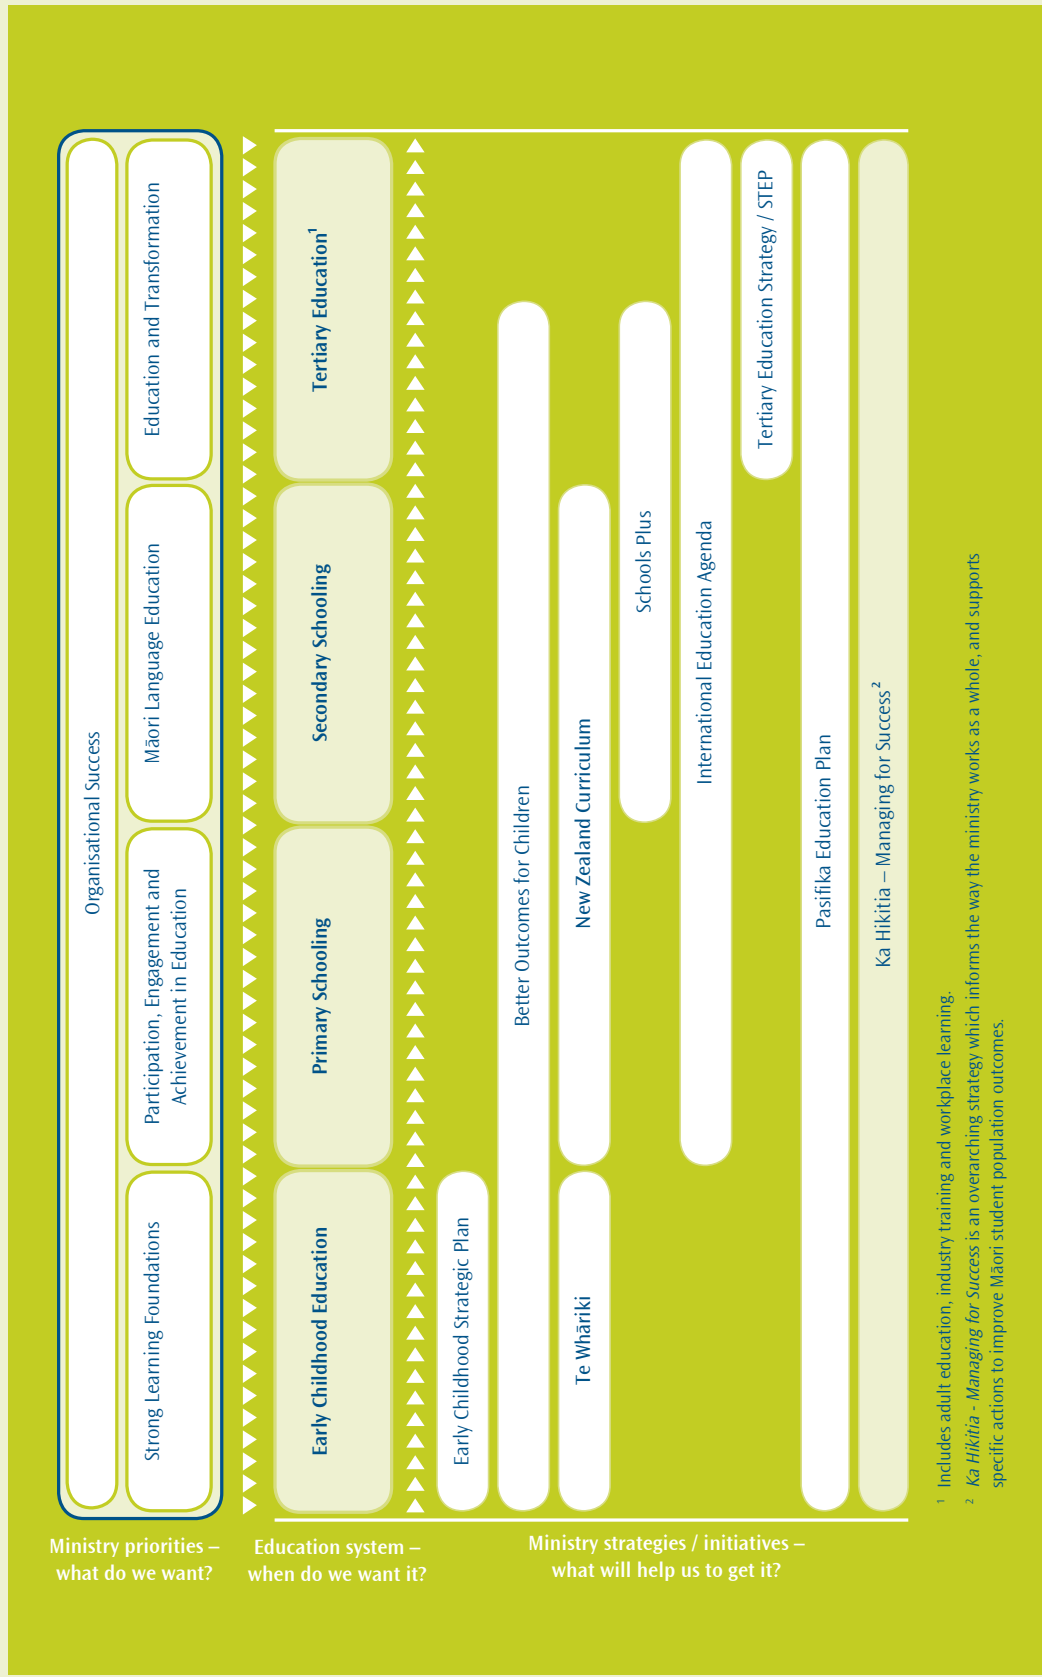 Ministry priorities –
what do we want?
Organisational Success
Strong Learning Foundations
Participation, Engagement and
Achievement in Education
Māori Language Education
Education and Transformation
Education system –
when do we want it?
Early Childhood Education
Primary Schooling
Secondary Schooling
Tertiary Education¹
Ministry strategies / initiatives –
what will help us to get it?
Early Childhood Strategic Plan
Better Outcomes for Children
Te Whāriki
New Zealand Curriculum
Schools Plus
International Education Agenda
Tertiary Education Strategy / STEP
Pasifika Education Plan
Ka Hikitia – Managing for Success ²
¹ Includes adult education, industry training and workplace learning.
² Ka Hikitia - Managing for Success is an overarching strategy which informs the way the ministry works as a whole, and supports
specific actions to improve Māori student population outcomes.